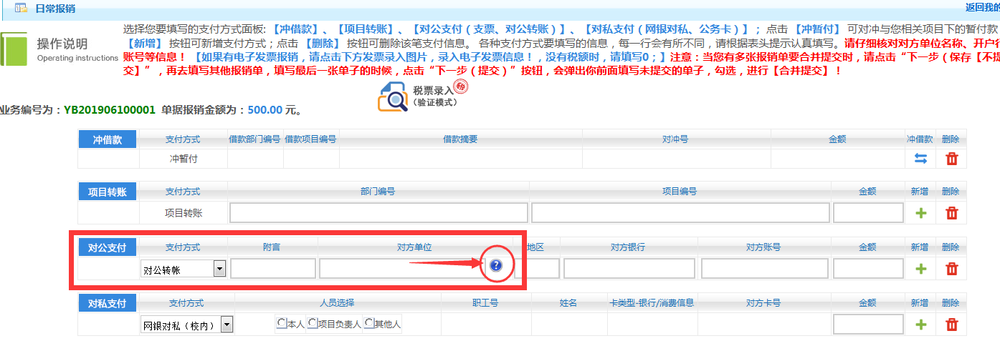 日常报销
返回我的
操作说明
Operating instructions
选择您要填写的支付方式面板: 【冲借款】、【项目转账】、【对公支付（支票、对公转账）】、【对私支付（网银对私、公务卡）】； 点击 【冲暂付】 可对冲与您相关项目下的暂付款
【新增】 按钮可新增支付方式；点击 【删除】 按钮可删除该笔支付信息。 各种支付方式要填写的信息，每一行会有所不同，请根据表头提示认真填写。请仔细核对对方单位名称、开户行
账号等信息！ 【如果有电子发票报销，请点击下方发票录入图片，录入电子发票信息！，没有税额时，请填写0；】注意：当您有多张报销单要合并提交时，请点击“下一步（保存【不提
交】”，再去填写其他报销单，填写最后一张单子的时候，点击“下一步（提交）”按钮，会弹出你前面填写未提交的单子，勾选，进行【合并提交】！
税票录入 税
（验证模式）
业务编号为：YB201906100001 单据报销金额为：500.00 元。
冲借款 支付方式 借款部门编号 借款项目编号 借款摘要 对冲号 金额 冲借款 删除
冲暂付
项目转账 支付方式 部门编号 项目编号 金额 新增 删除
项目转账
对公支付 支付方式 附言 对方单位 地区 对方银行 对方账号 金额 新增 删除
对公转帐 ?
对私支付 支付方式 人员选择 职工号 姓名 卡类型-银行/消费信息 对方卡号 金额 新增 删除
网银对私（校内） 本人 项目负责人 其他人